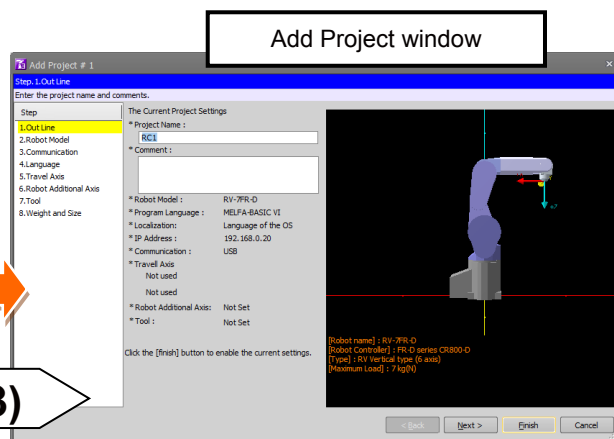 Add Project window
Add Project # 1
Step. 1.Out Line
Enter the project name and comments.
Step
1.Out Line
2.Robot Model
3.Communication
4.Language
5.Travel Axis
6.Robot Additional Axis
7.Tool
8.Weight and Size
The Current Project Settings
* Project Name :
RC1
* Comment :
* Robot Model : RV-7FR-D
* Program Language : MELFA-BASIC VI
* Localization: Language of the OS
* IP Address : 192.168.0.20
* Communication : USB
* Travell Axis
Not used
Not used
* Robot Additional Axis: Not Set
* Tool : Not Set
Click the [finish] button to enable the current settings.
[Robot name] : RV-7FR-D
[Robot Controller] : FR-D series CR800-D
[Type] : RV Vertical type (6 axis)
[Maximum Load] : 7 kg(N)
3)
< Back Next > Finish Cancel